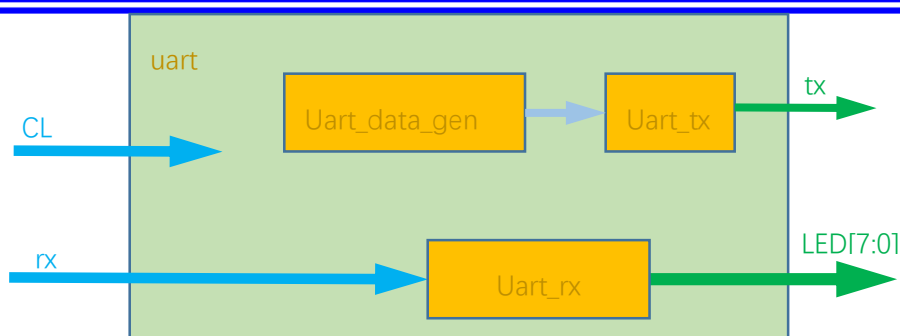 uart
tx
Uart_data_gen
Uart_tx
CL
LED[7:0]
rx
Uart_rx